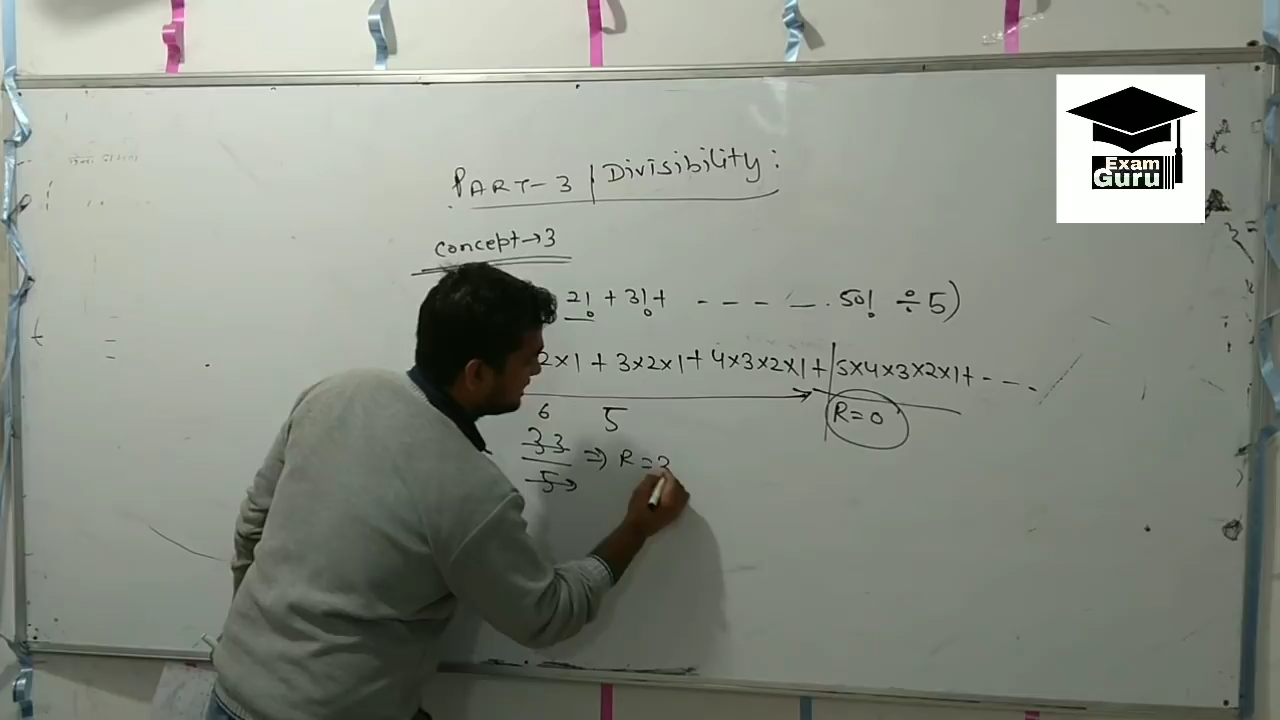 PART-3 | Divisibility:
Exam
Guru
concept→3
2! + 3! + - - - - . 50! ÷ 5)
2×1 + 3×2×1 + 4×3×2×1 + 5×4×3×2×1 + - - - .
6 5 R = 0
33
5 ⇒ R = 3